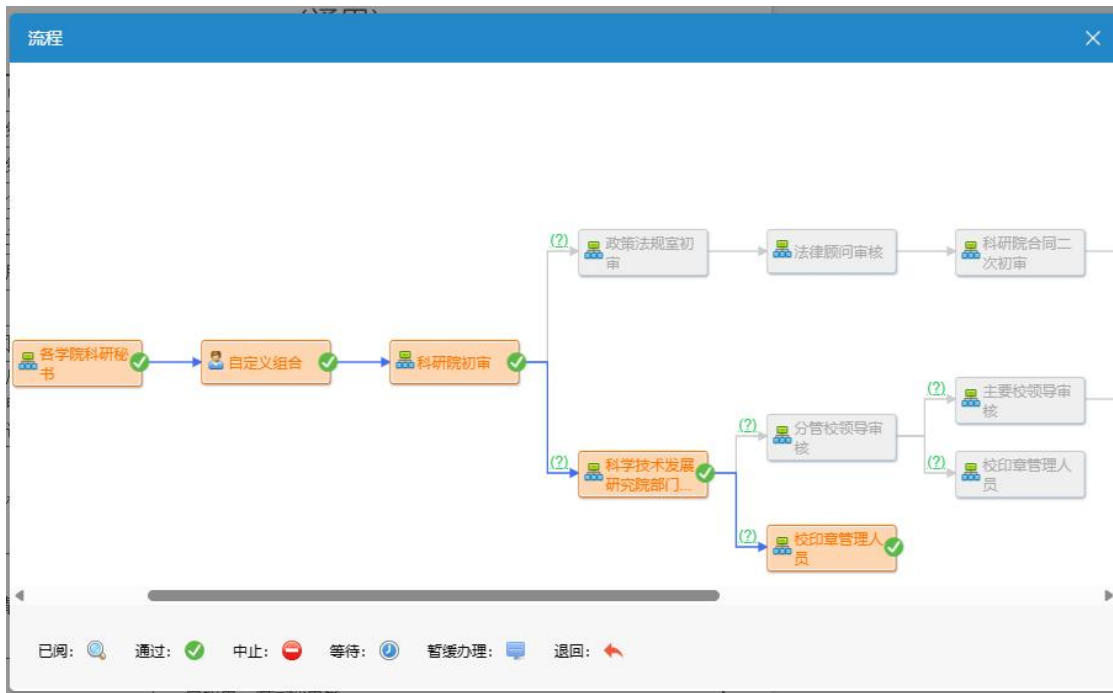 流程
(?)
政策法规室初
审
法律顾问审核
科研院合同二
次初审
各学院科研秘
书
自定义组合
科研院初审
(?)
主要校领导审
核
(?)
分管校领导审
核
(?)
科学技术发展
研究院部门...
(?)
校印章管理人
员
(?)
校印章管理人
员
已阅:
通过:
中止:
等待:
暂缓办理:
退回: